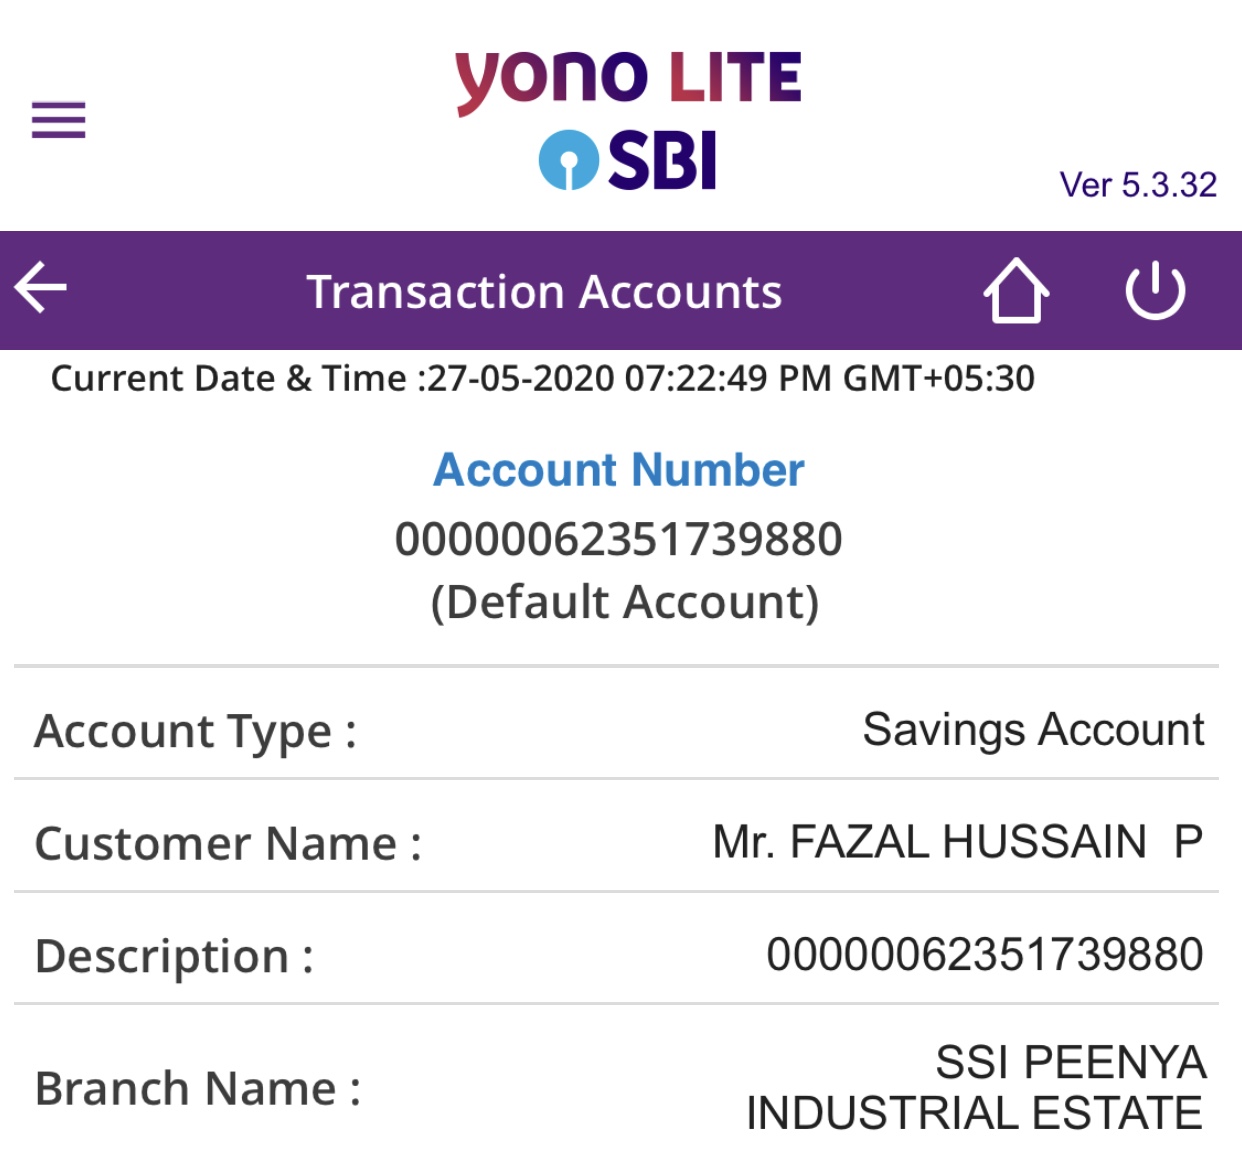 yono LITE
SBI
Ver 5.3.32
Transaction Accounts
Current Date & Time :27-05-2020 07:22:49 PM GMT+05:30
Account Number
00000062351739880
(Default Account)
Account Type : Savings Account
Customer Name : Mr. FAZAL HUSSAIN  P
Description : 00000062351739880
Branch Name : SSI PEENYA
INDUSTRIAL ESTATE